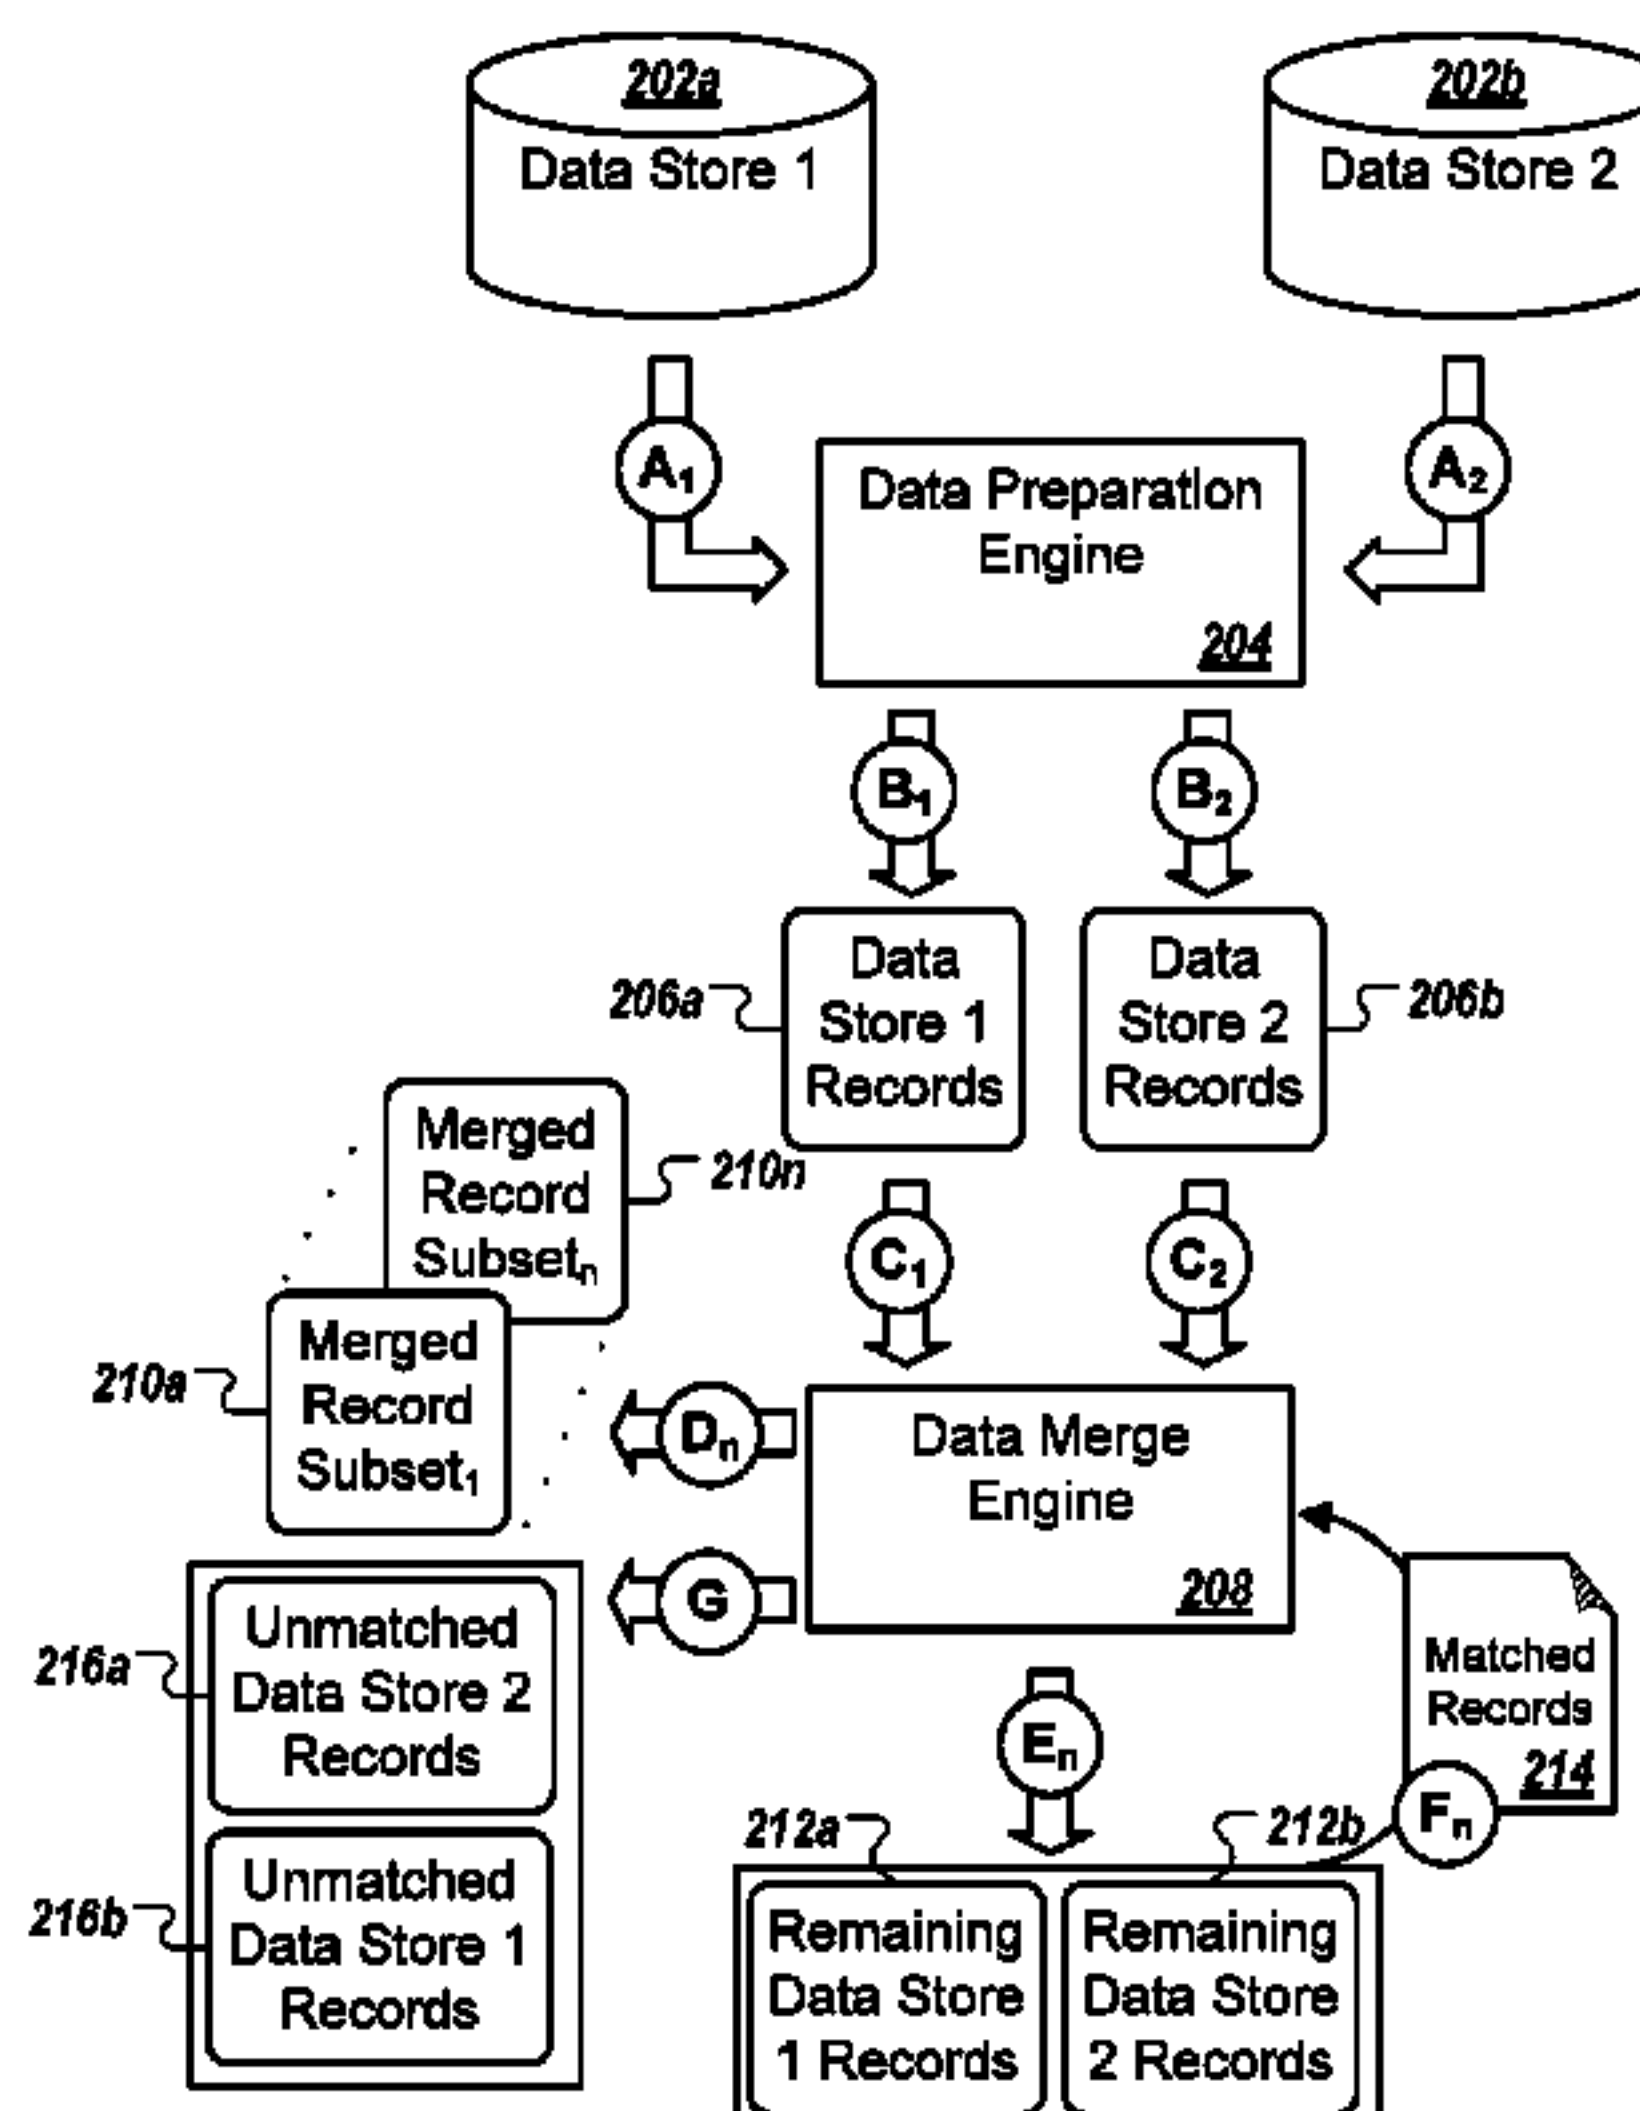 202a
Data Store 1
202b
Data Store 2
A1
A2
Data Preparation
Engine
204
B1
B2
206a
Data
Store 1
Records
Data
Store 2
Records
206b
Merged
Record
Subsetn
210n
C1
C2
210a
Merged
Record
Subset1
Dn
Data Merge
Engine
208
G
216a
Unmatched
Data Store 2
Records
Matched
Records
214
En
Fn
212a
212b
216b
Unmatched
Data Store 1
Records
Remaining
Data Store
1 Records
Remaining
Data Store
2 Records